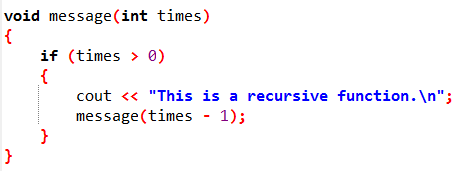 void message(int times)
{
if (times > 0)
{
cout << "This is a recursive function.\n";
message(times - 1);
}
}